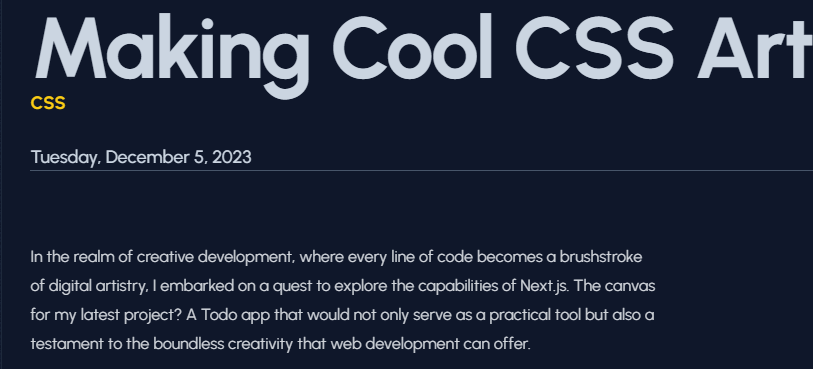 Making Cool CSS Art
CSS
Tuesday, December 5, 2023
In the realm of creative development, where every line of code becomes a brushstroke
of digital artistry, I embarked on a quest to explore the capabilities of Next.js. The canvas
for my latest project? A Todo app that would not only serve as a practical tool but also a
testament to the boundless creativity that web development can offer.